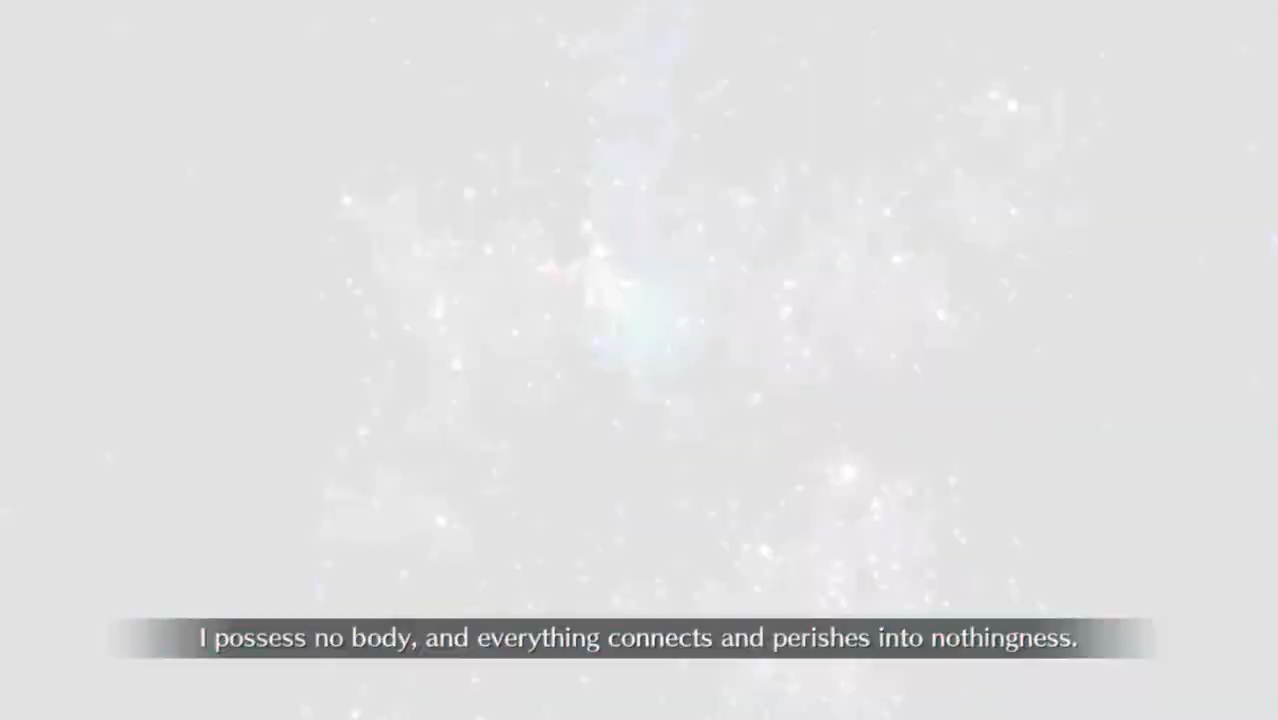 I possess no body, and everything connects and perishes into nothingness.